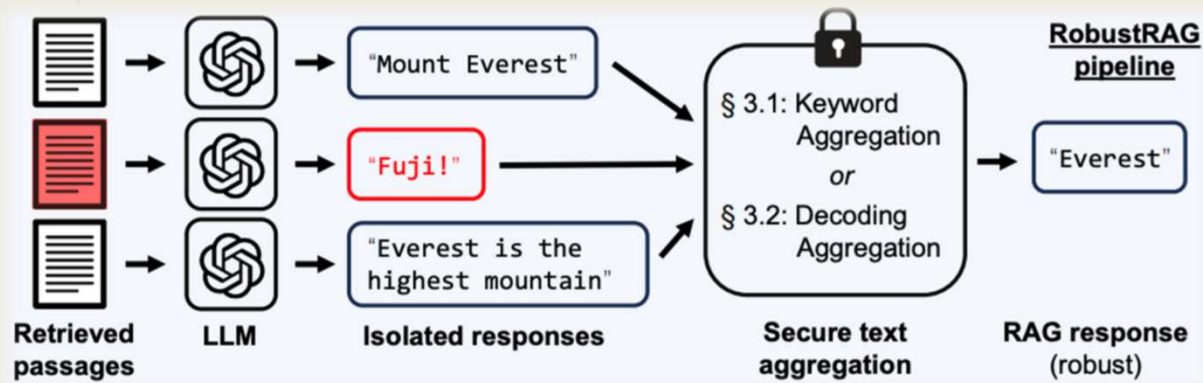 RobustRAG
pipeline
“Mount Everest”
“Fuji!”
“Everest is the
highest mountain”
§ 3.1: Keyword
Aggregation
or
§ 3.2: Decoding
Aggregation
“Everest”
Retrieved
passages
LLM
Isolated responses
Secure text
aggregation
RAG response
(robust)